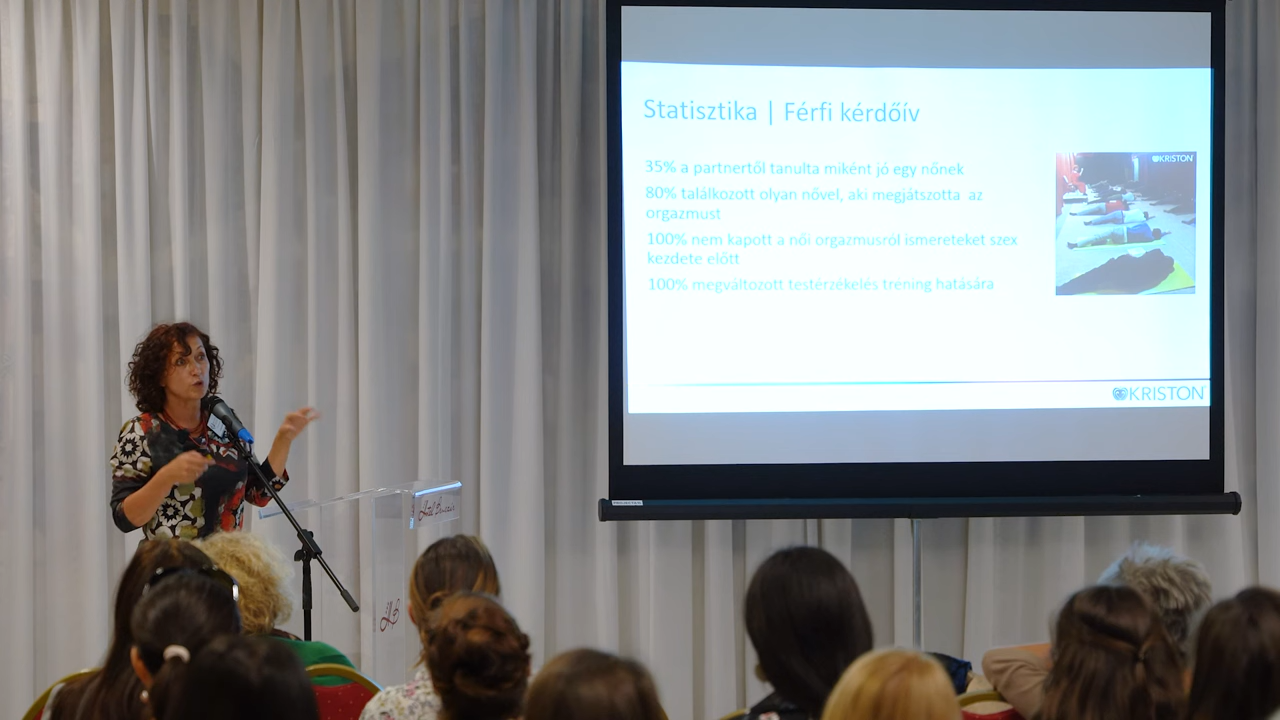 Statisztika | Férfi kérdőív
35% a partnertől tanulta miként jó egy nőnek
80% találkozott olyan nővel, aki megjátszotta az
orgazmust
100% nem kapott a női orgazmusról ismereteket szex
kezdete előtt
100% megváltozott testérzékelés tréning hatására
KRISTON
KRISTON
Hotel